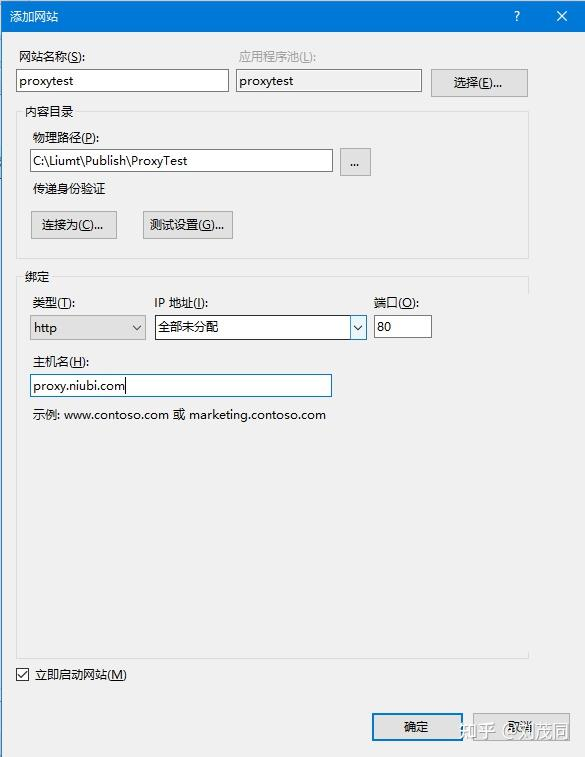 添加网站 ?
网站名称(S): 应用程序池(L):
proxytest proxytest 选择(E)...
内容目录
物理路径(P):
C:\Liumt\Publish\ProxyTest ...
传递身份验证
连接为(C)... 测试设置(G)...
绑定
类型(T): IP 地址(I): 端口(O):
http 全部未分配 80
主机名(H):
proxy.niubi.com
示例: www.contoso.com 或 marketing.contoso.com
立即启动网站(M)
确定 取消
知乎 @刘茂同